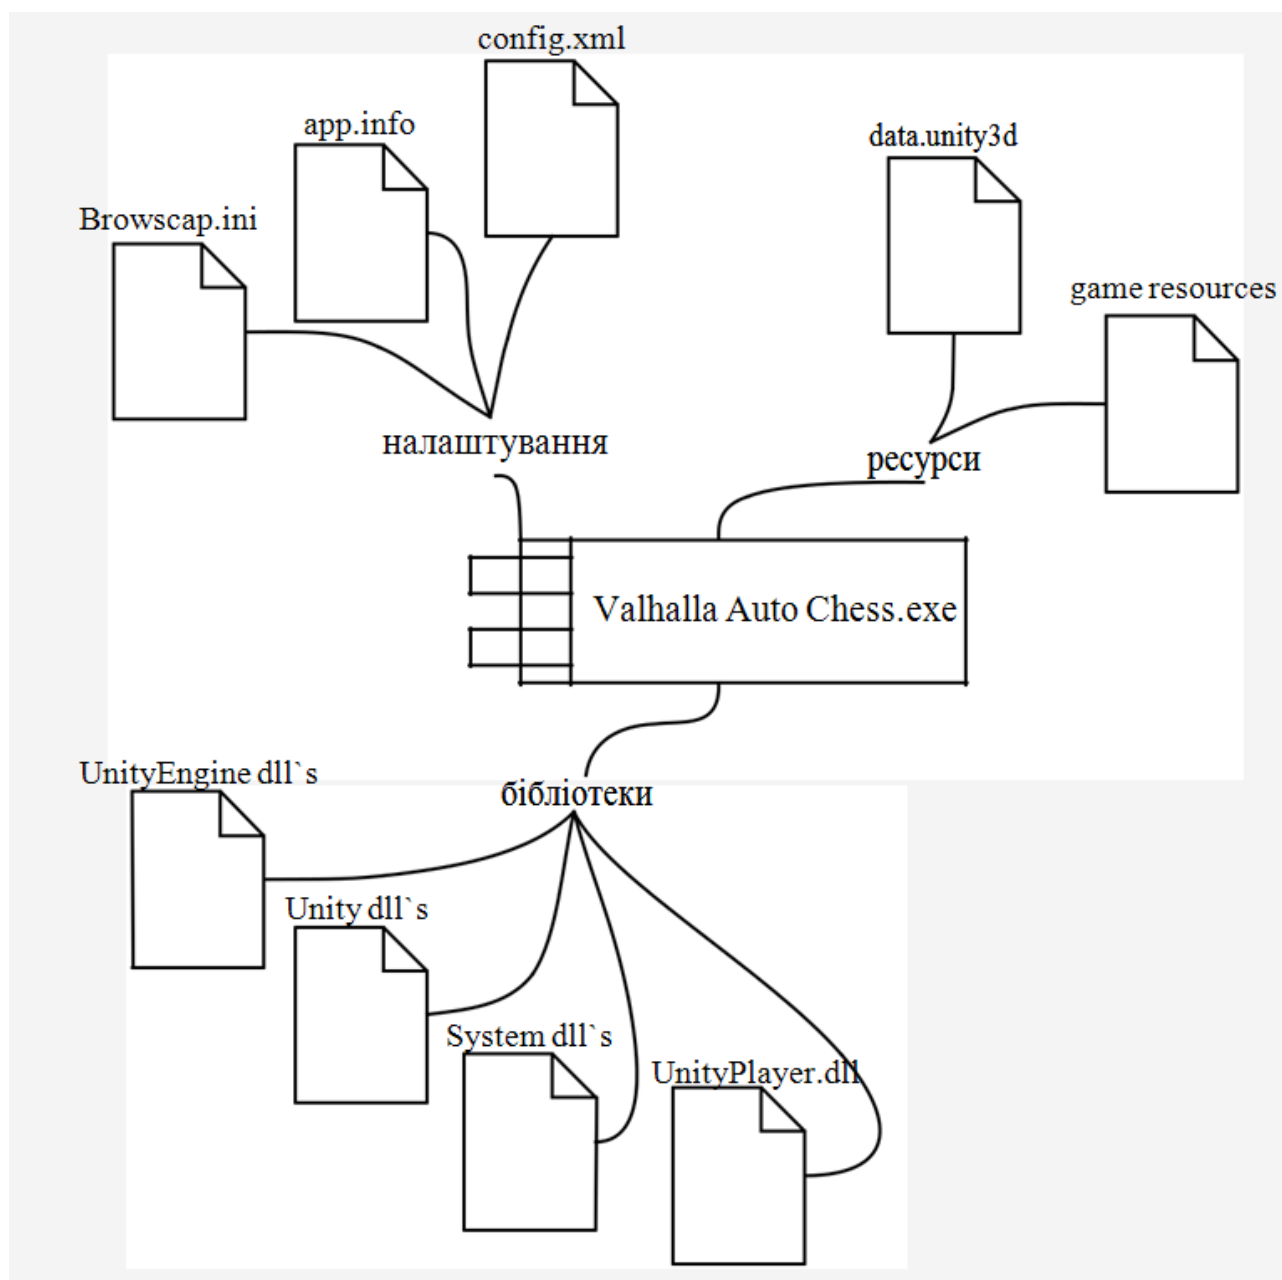 config.xml
app.info
data.unity3d
Browscap.ini
game resources
налаштування
ресурси
Valhalla Auto Chess.exe
UnityEngine dll`s
бібліотеки
Unity dll`s
System dll`s
UnityPlayer.dll